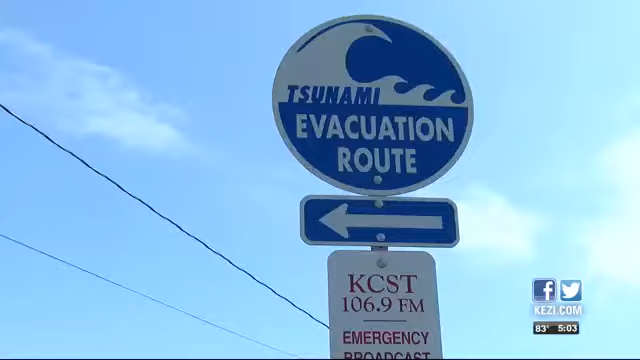 TSUNAMI
EVACUATION
ROUTE
KCST
106.9 FM
EMERGENCY
BROADCAST
KEZI.COM
83° 5:03